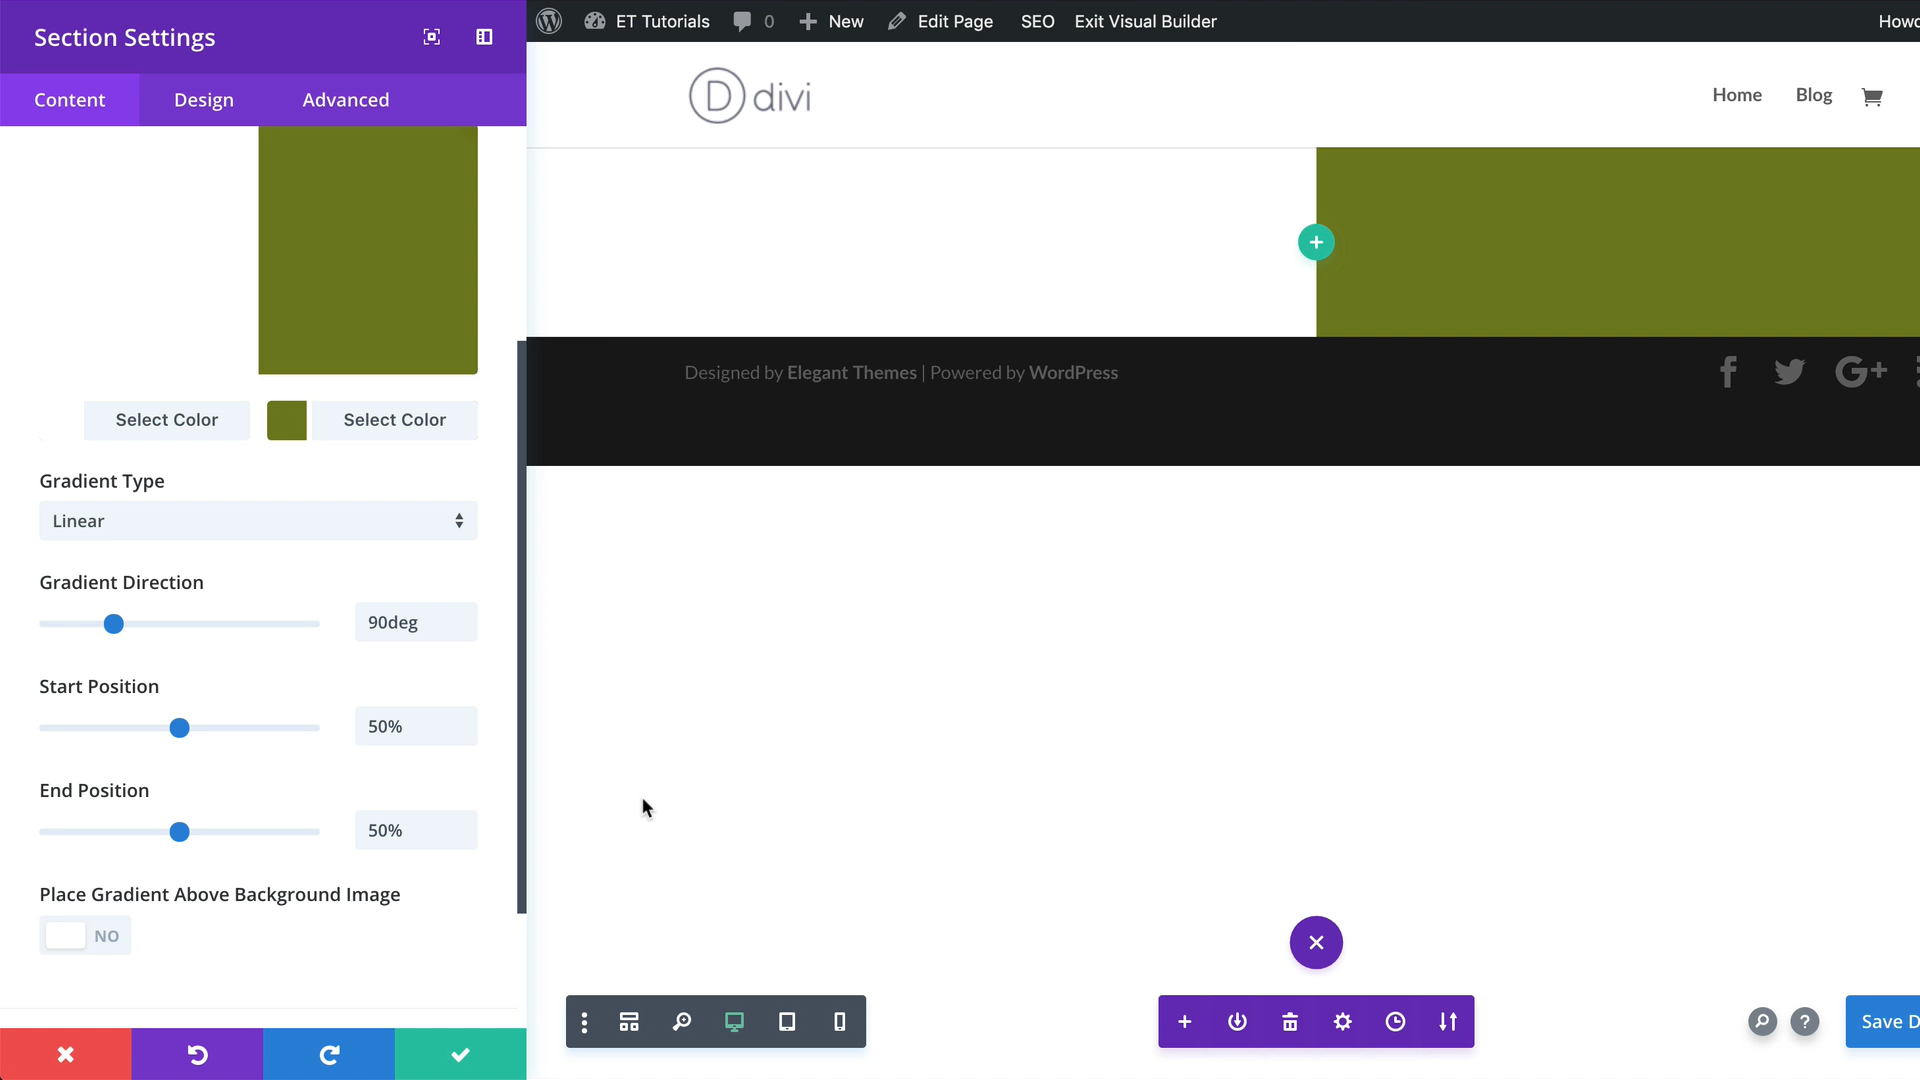 Section Settings
Content Design Advanced
Select Color Select Color
Gradient Type
Linear
Gradient Direction
90deg
Start Position
50%
End Position
50%
Place Gradient Above Background Image
NO
ET Tutorials 0 New Edit Page SEO Exit Visual Builder Howd
D divi
Home Blog
Designed by Elegant Themes | Powered by WordPress
G+
?
Save D